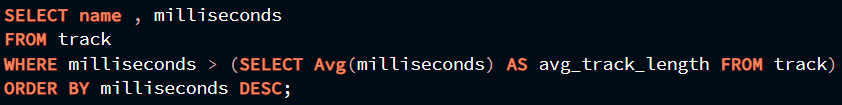 SELECT name , milliseconds
FROM track
WHERE milliseconds > (SELECT Avg(milliseconds) AS avg_track_length FROM track)
ORDER BY milliseconds DESC;